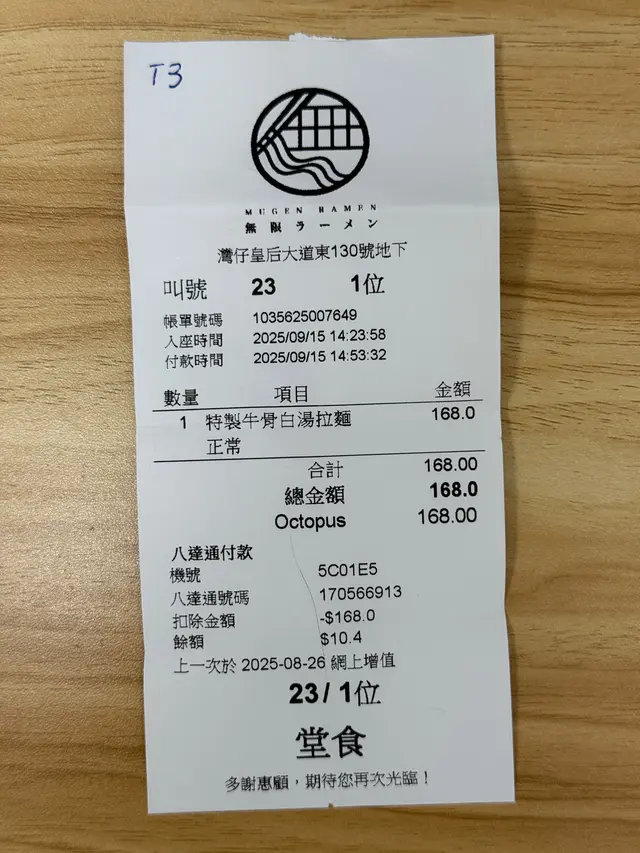 T3
MUGEN RAMEN
無限ラーメン
灣仔皇后大道東130號地下
叫號 23 1位
帳單號碼 1035625007649
入座時間 2025/09/15 14:23:58
付款時間 2025/09/15 14:53:32
數量 項目 金額
1 特製牛骨白湯拉麵 168.0
正常
合計 168.00
總金額 168.0
Octopus 168.00
八達通付款
機號 5C01E5
八達通號碼 170566913
扣除金額 -$168.0
餘額 $10.4
上一次於 2025-08-26 網上增值
23 / 1位
堂食
多謝惠顧，期待您再次光臨！